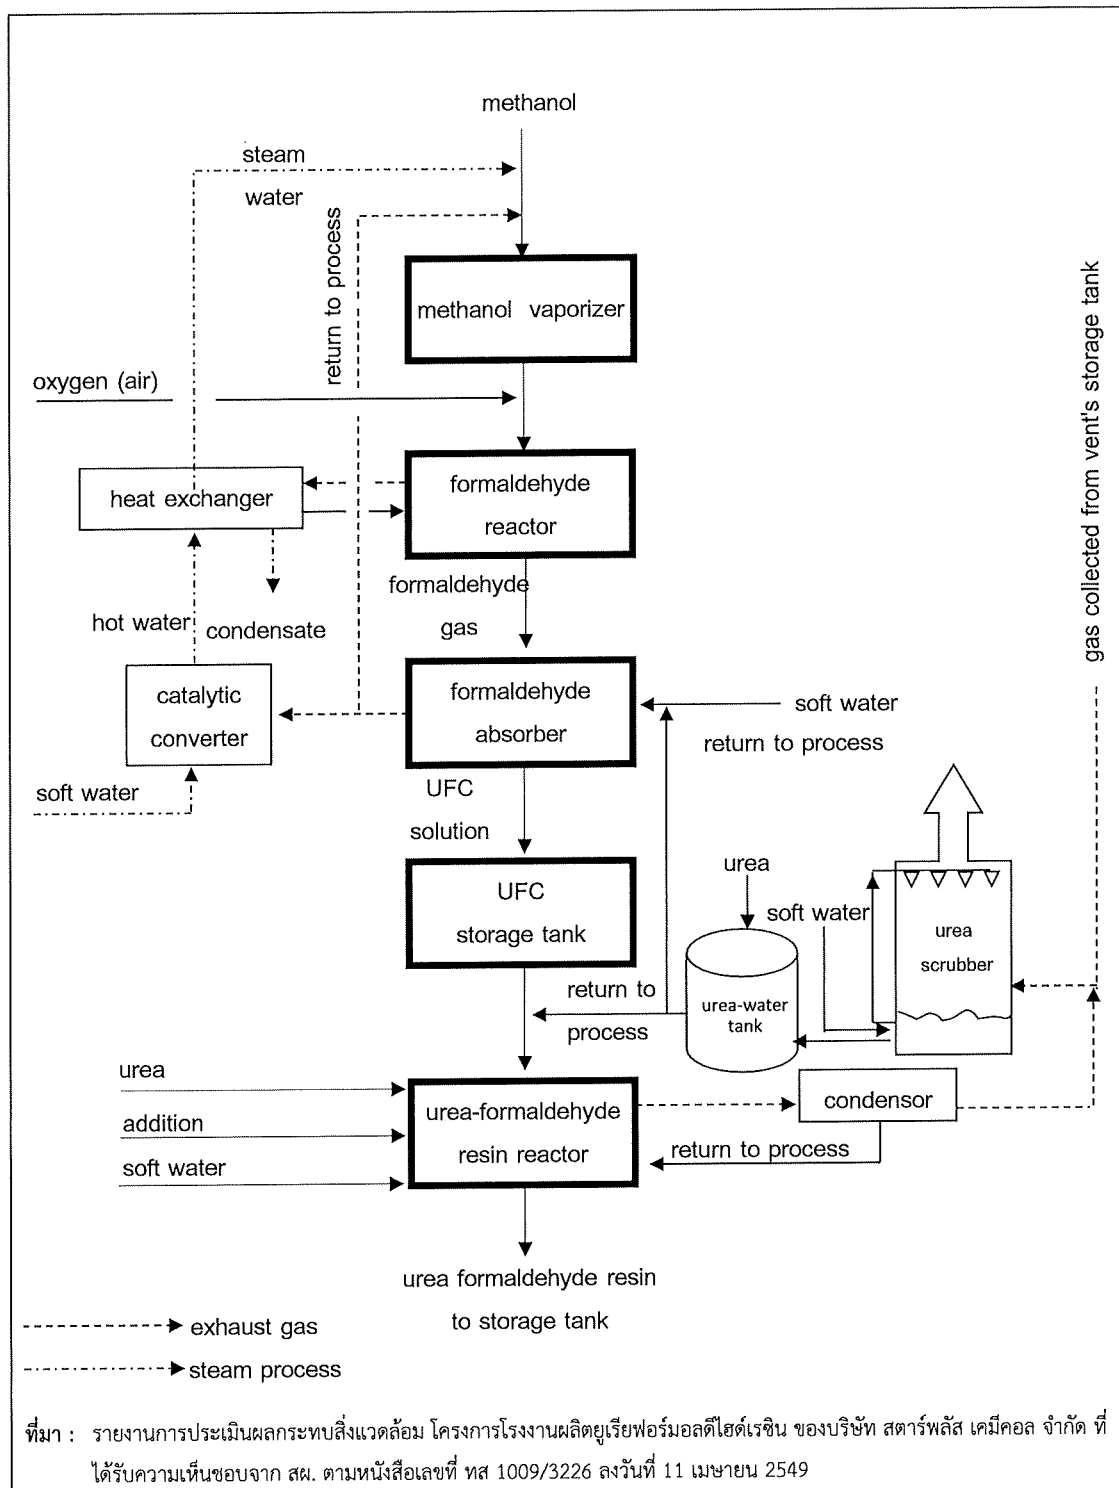 methanol
steam
water
return to process
methanol vaporizer
oxygen (air)
gas collected from vent's storage tank
heat exchanger
formaldehyde
reactor
formaldehyde
gas
hot water
condensate
catalytic
converter
formaldehyde
absorber
soft water
return to process
soft water
UFC
solution
urea
UFC
storage tank
soft water
urea
scrubber
return to
process
urea-water
tank
urea
addition
soft water
urea-formaldehyde
resin reactor
condensor
return to process
urea formaldehyde resin
to storage tank
exhaust gas
steam process
ที่มา : รายงานการประเมินผลกระทบสิ่งแวดล้อม โครงการโรงงานผลิตยูเรียฟอร์มอลดีไฮด์เรซิน ของบริษัท สตาร์พลัส เคมีคอล จำกัด ที่
ได้รับความเห็นชอบจาก สผ. ตามหนังสือเลขที่ ทส 1009/3226 ลงวันที่ 11 เมษายน 2549